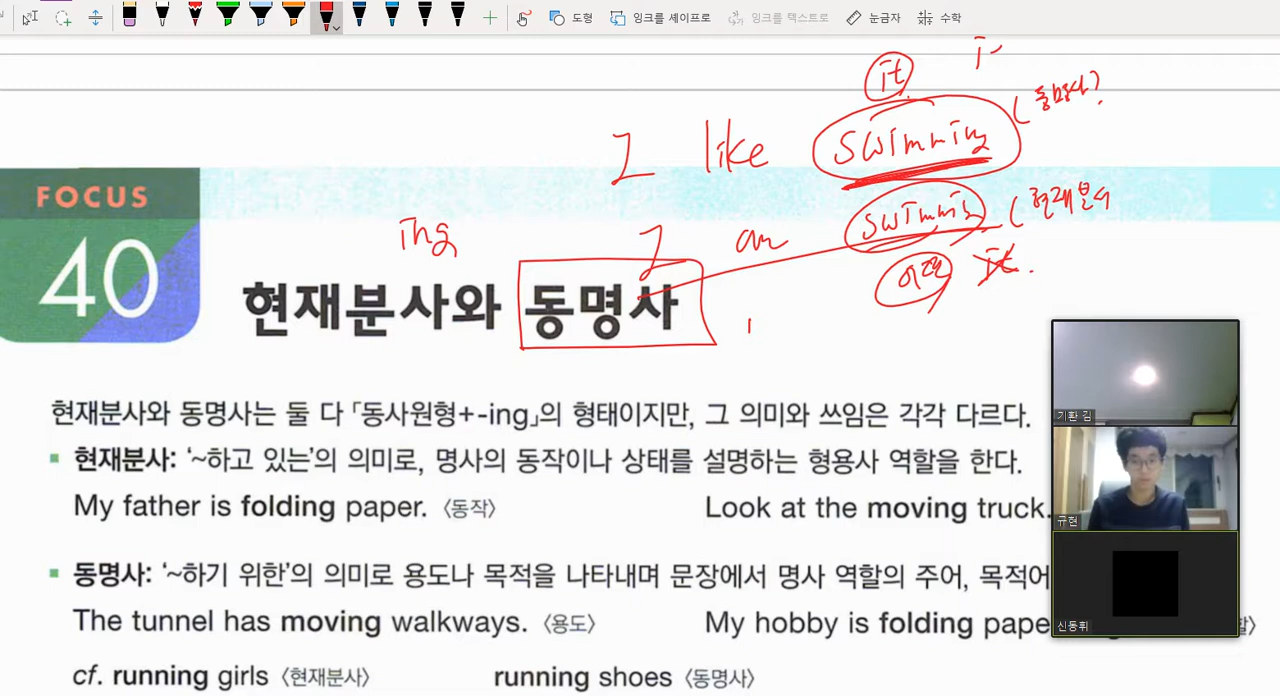 도형 잉크를 셰이프로 잉크를 텍스트로 눈금자 수학
it
I like swimming (동명사?
FOCUS
40
ing I am swimming (현재분사
it.
현재분사와 동명사
현재분사와 동명사는 둘 다 「동사원형+-ing」의 형태이지만, 그 의미와 쓰임은 각각 다르다.
▪ 현재분사: ‘~하고 있는’의 의미로, 명사의 동작이나 상태를 설명하는 형용사 역할을 한다.
My father is folding paper. 〈동작〉 Look at the moving truck.
▪ 동명사: ‘~하기 위한’의 의미로 용도나 목적을 나타내며 문장에서 명사 역할의 주어, 목적어
The tunnel has moving walkways. 〈용도〉 My hobby is folding pape
cf. running girls 〈현재분사〉 running shoes 〈동명사〉
기환 김
규현
신동휘